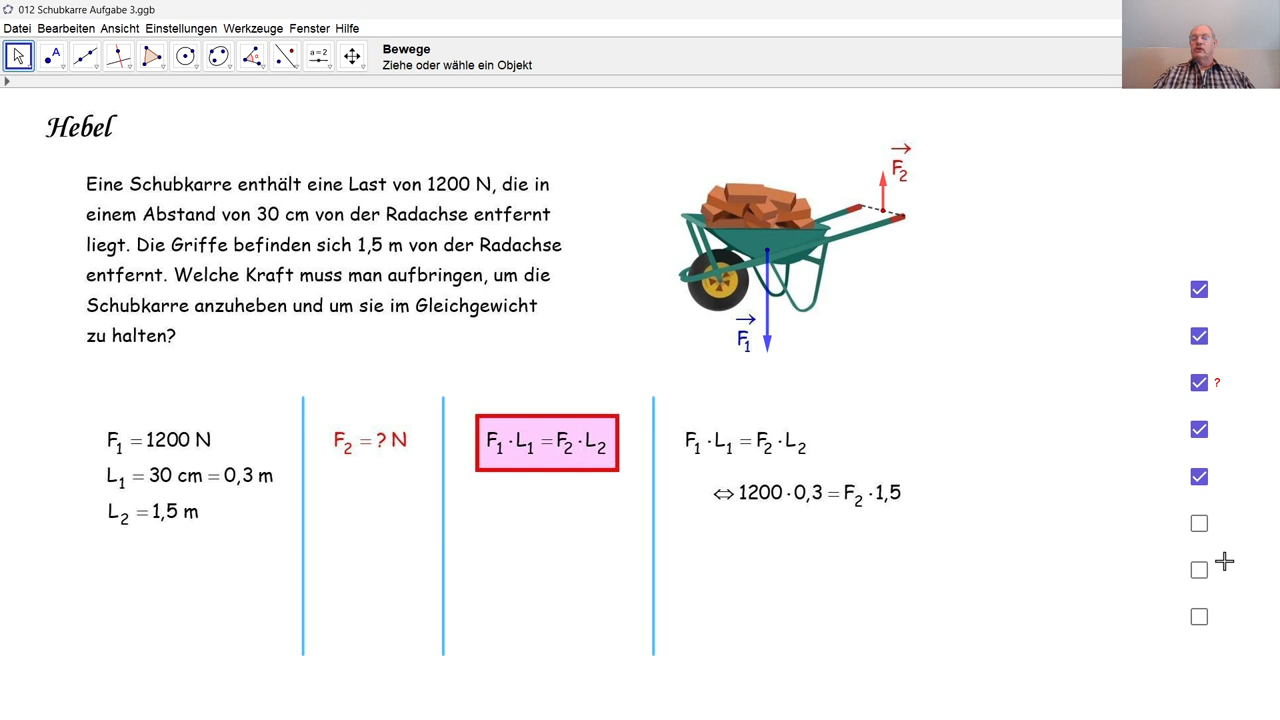 012 Schubkarre Aufgabe 3.ggb
Datei Bearbeiten Ansicht Einstellungen Werkzeuge Fenster Hilfe
A
a=2
Bewege
Ziehe oder wähle ein Objekt
Hebel
Eine Schubkarre enthält eine Last von 1200 N, die in
einem Abstand von 30 cm von der Radachse entfernt
liegt. Die Griffe befinden sich 1,5 m von der Radachse
entfernt. Welche Kraft muss man aufbringen, um die
Schubkarre anzuheben und um sie im Gleichgewicht
zu halten?
F₂
F₁
?
F₁ = 1200 N
L₁ = 30 cm = 0,3 m
L₂ = 1,5 m
F₂ = ? N
F₁ · L₁ = F₂ · L₂
F₁ · L₁ = F₂ · L₂
⇔ 1200 · 0,3 = F₂ · 1,5